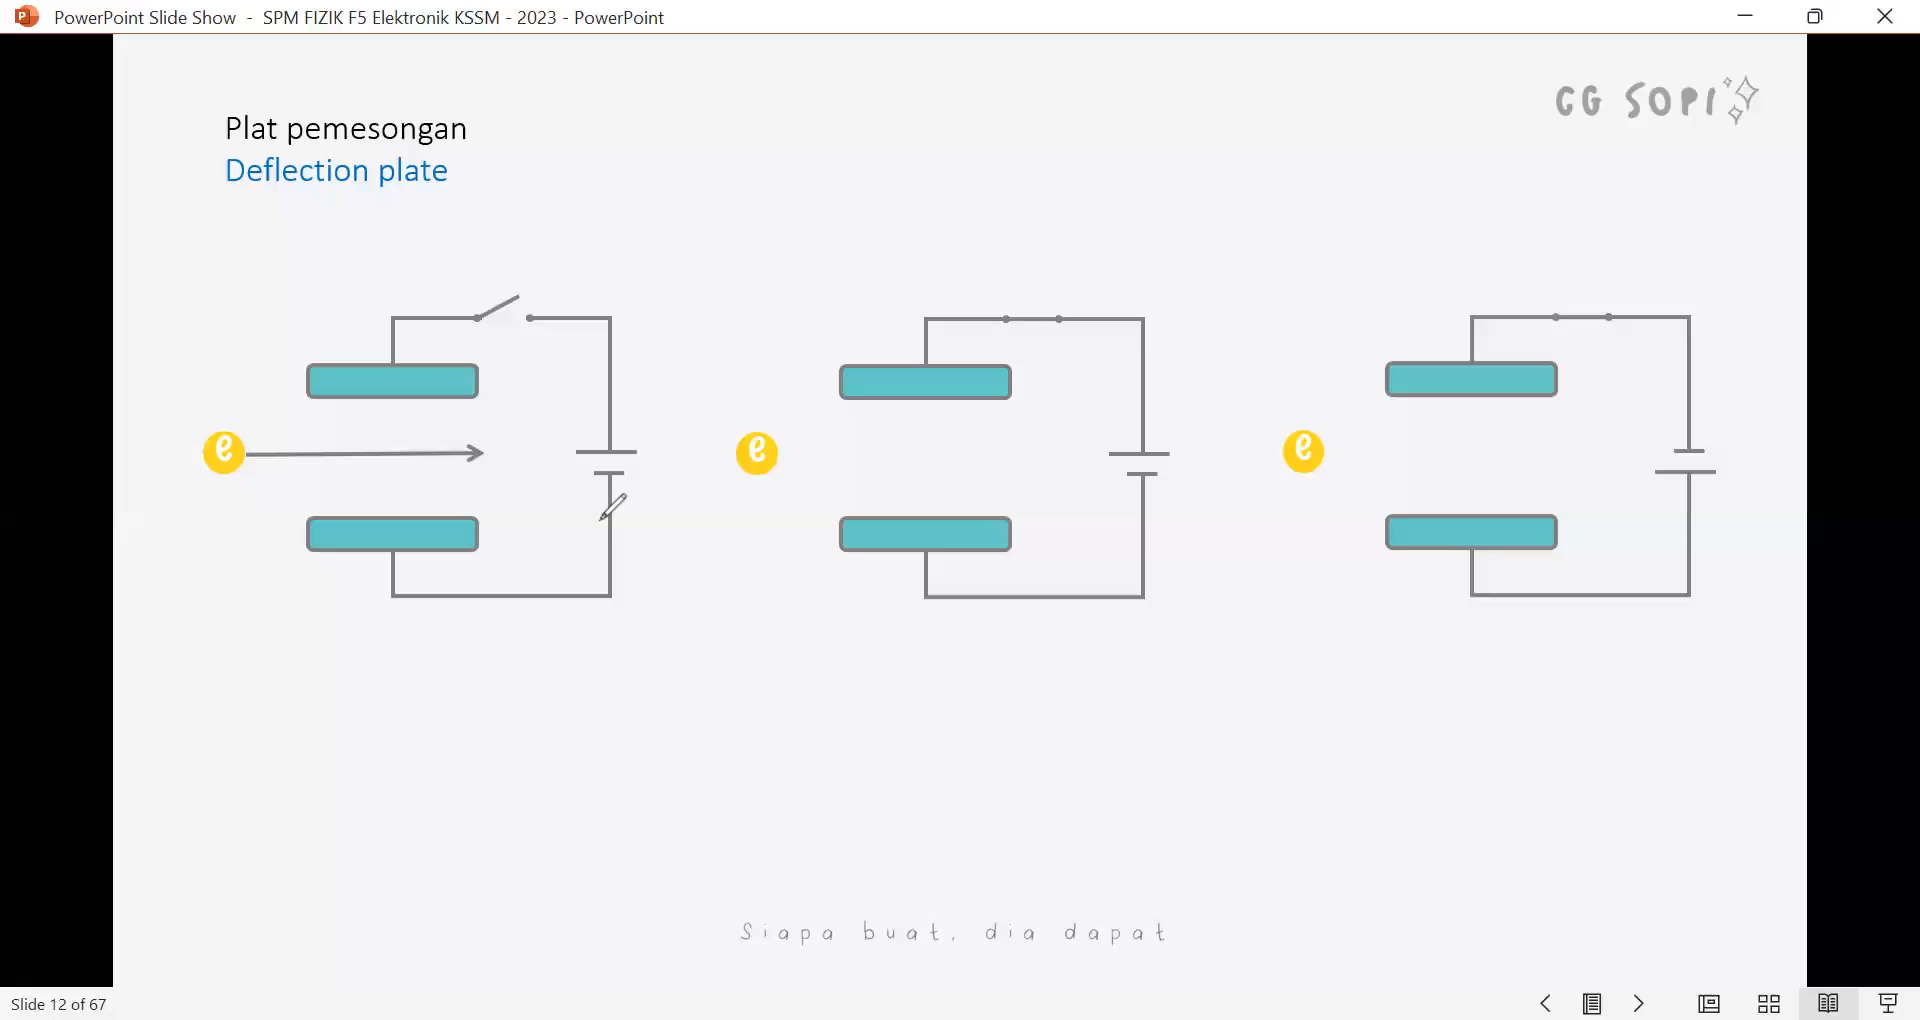 PowerPoint Slide Show - SPM FIZIK F5 Elektronik KSSM - 2023 - PowerPoint
CG SOPI
Plat pemesongan
Deflection plate
e e e
Siapa buat, dia dapat
Slide 12 of 67